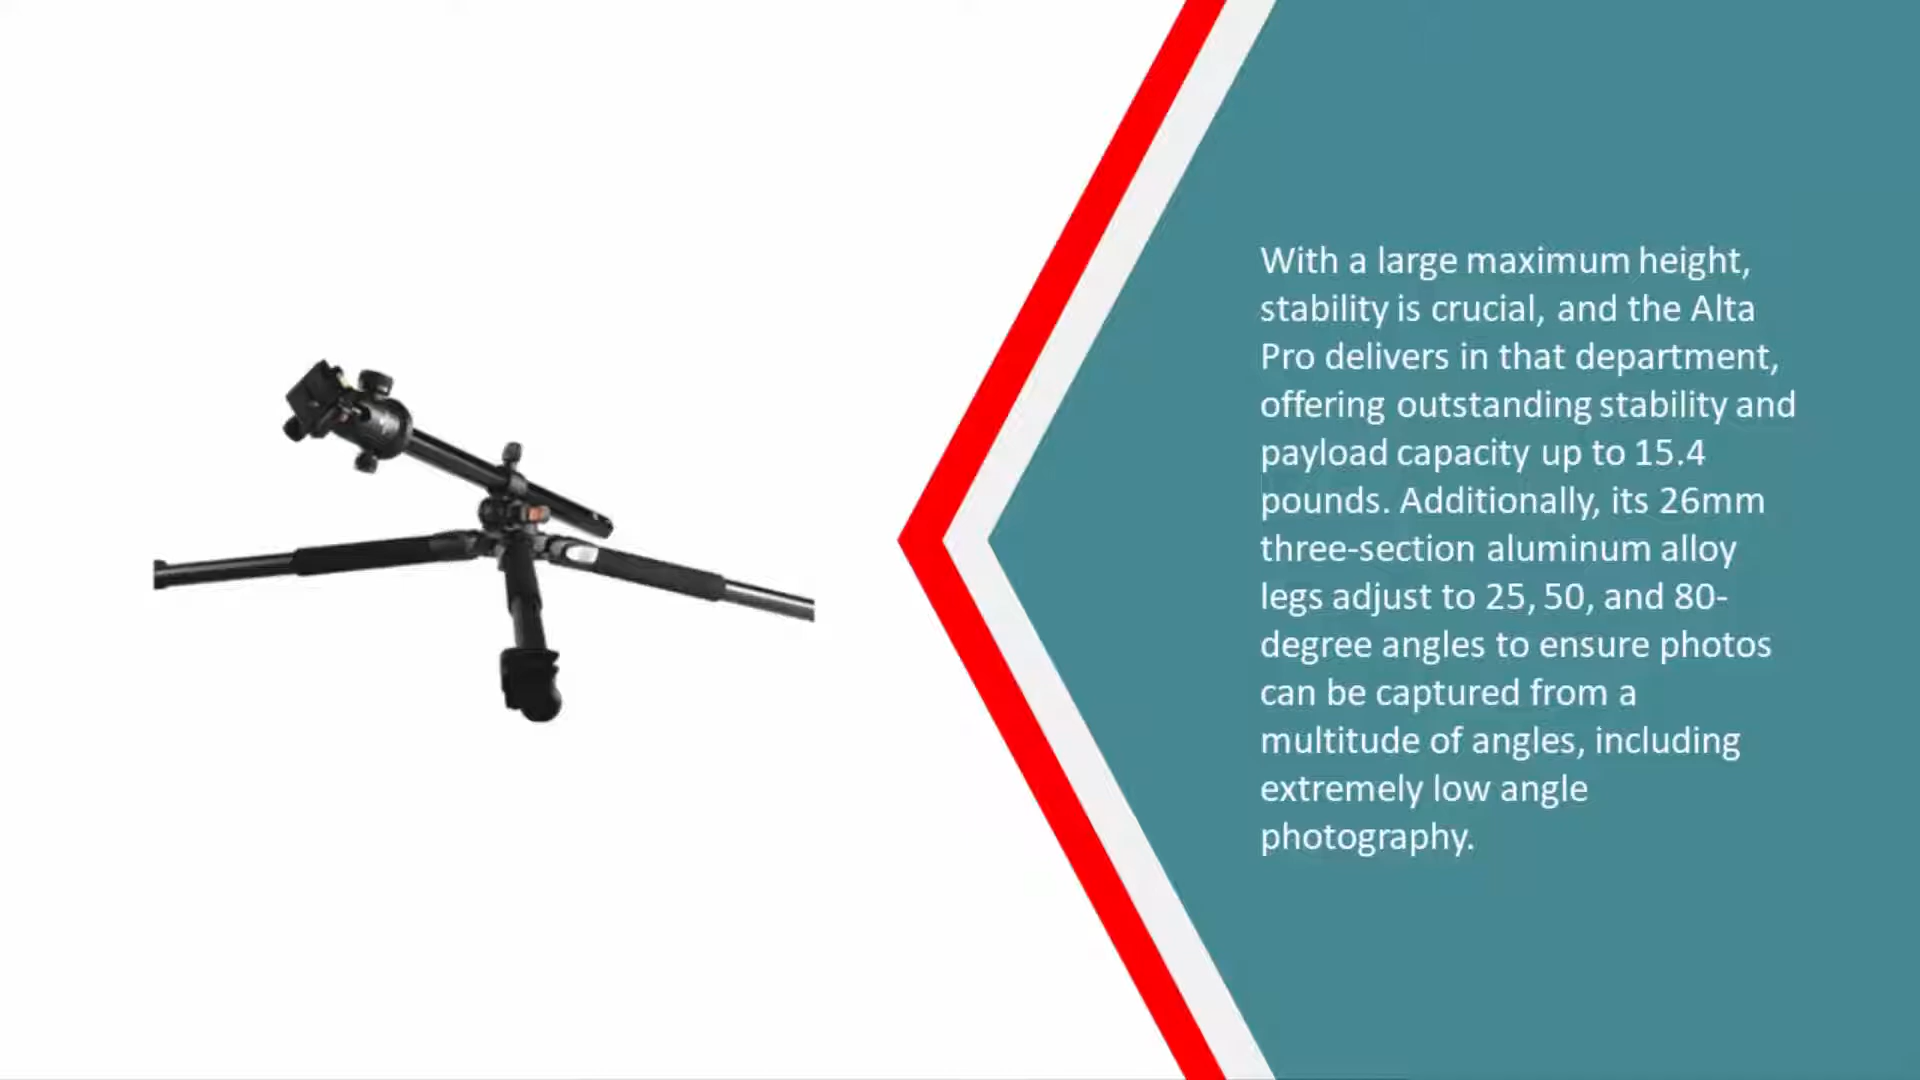 With a large maximum height,
stability is crucial, and the Alta
Pro delivers in that department,
offering outstanding stability and
payload capacity up to 15.4
pounds. Additionally, its 26mm
three-section aluminum alloy
legs adjust to 25, 50, and 80-
degree angles to ensure photos
can be captured from a
multitude of angles, including
extremely low angle
photography.